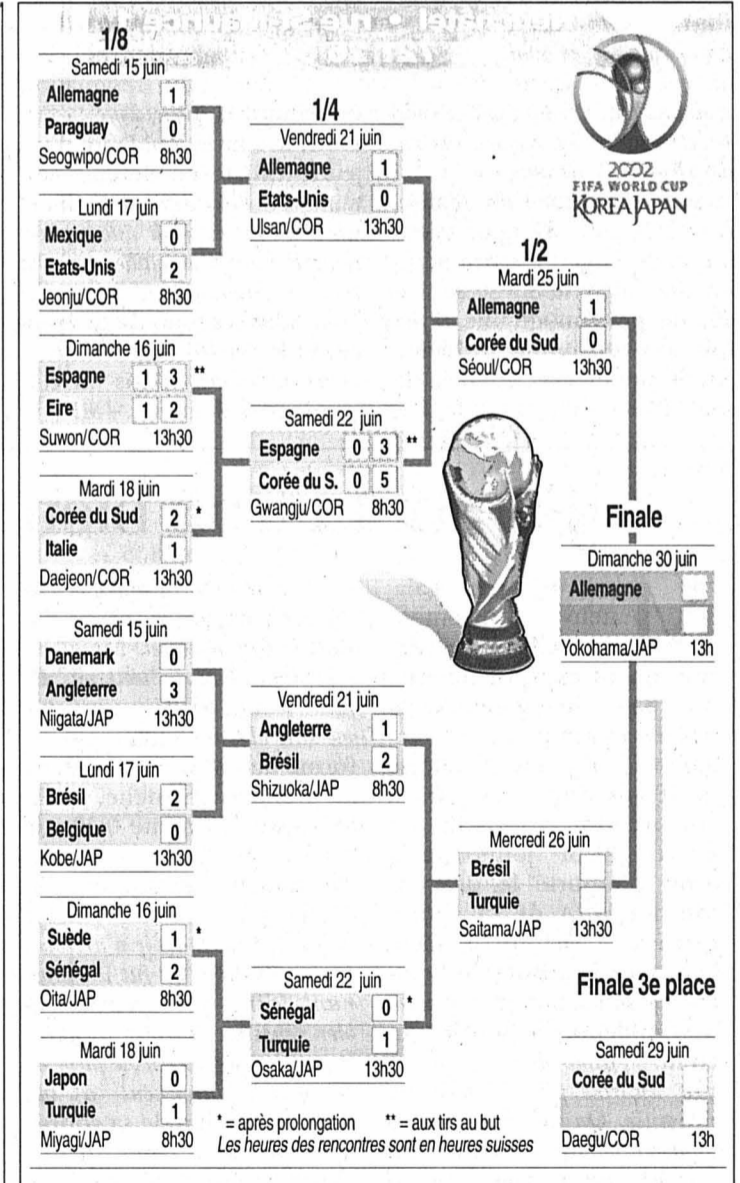 1/8
Samedi 15 juin
Allemagne 1
Paraguay 0
Seogwipo/COR 8h30
Lundi 17 juin
Mexique 0
Etats-Unis 2
Jeonju/COR 8h30
Dimanche 16 juin
Espagne 1 3 **
Eire 1 2
Suwon/COR 13h30
Mardi 18 juin
Corée du Sud 2 *
Italie 1
Daejeon/COR 13h30
Samedi 15 juin
Danemark 0
Angleterre 3
Niigata/JAP 13h30
Lundi 17 juin
Brésil 2
Belgique 0
Kobe/JAP 13h30
Dimanche 16 juin
Suède 1 *
Sénégal 2
Oita/JAP 8h30
Mardi 18 juin
Japon 0
Turquie 1
Miyagi/JAP 8h30
1/4
Vendredi 21 juin
Allemagne 1
Etats-Unis 0
Ulsan/COR 13h30
Samedi 22 juin
Espagne 0 3 **
Corée du S. 0 5
Gwangju/COR 8h30
Vendredi 21 juin
Angleterre 1
Brésil 2
Shizuoka/JAP 8h30
Samedi 22 juin
Sénégal 0 *
Turquie 1
Osaka/JAP 13h30
1/2
Mardi 25 juin
Allemagne 1
Corée du Sud 0
Séoul/COR 13h30
Mercredi 26 juin
Brésil
Turquie
Saitama/JAP 13h30
2002
FIFA WORLD CUP
KOREA JAPAN
Finale
Dimanche 30 juin
Allemagne
Yokohama/JAP 13h
Finale 3e place
Samedi 29 juin
Corée du Sud
Daegu/COR 13h
* = après prolongation ** = aux tirs au but
Les heures des rencontres sont en heures suisses